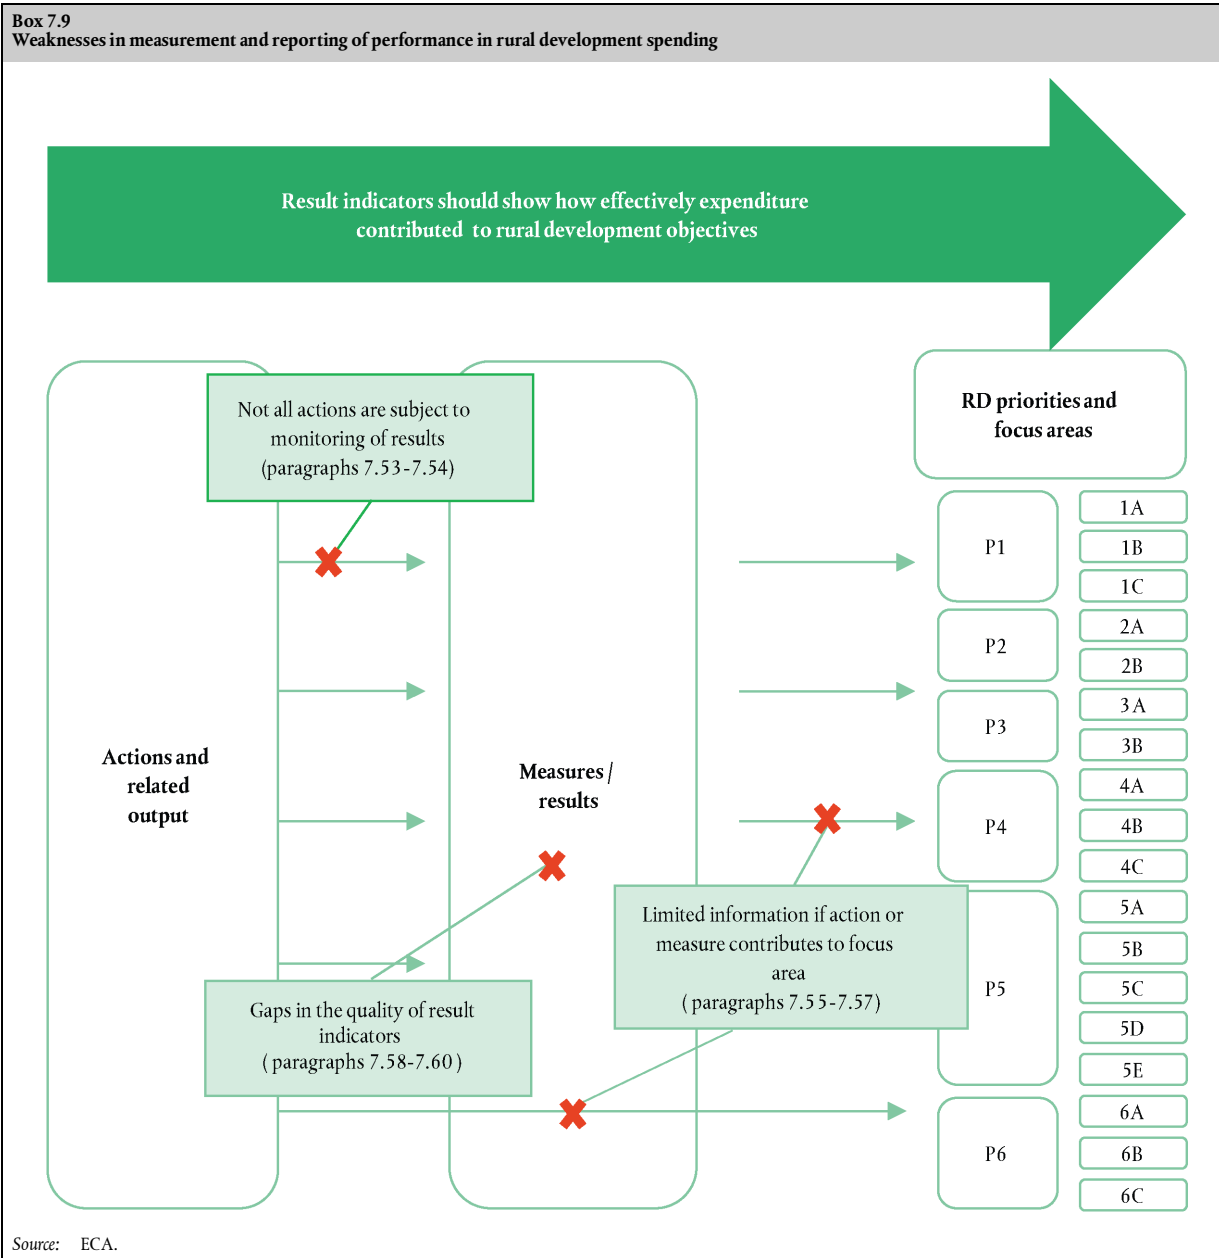 Box 7.9
Weaknesses in measurement and reporting of performance in rural development spending
Result indicators should show how effectively expenditure
contributed to rural development objectives
Not all actions are subject to
monitoring of results
(paragraphs 7.53-7.54)
RD priorities and
focus areas
Actions and
related
output
Measures /
results
Gaps in the quality of result
indicators
( paragraphs 7.58-7.60 )
Limited information if action or
measure contributes to focus
area
( paragraphs 7.55-7.57)
P1
1A
1B
1C
P2
2A
2B
P3
3A
3B
P4
4A
4B
4C
P5
5A
5B
5C
5D
5E
P6
6A
6B
6C
Source: ECA.